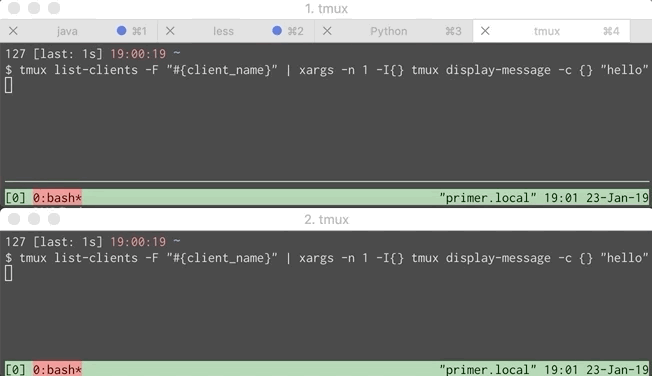 1. tmux
java ⌘1 less ⌘2 Python ⌘3 tmux ⌘4
127 [last: 1s] 19:00:19 ~
$ tmux list-clients -F "#{client_name}" | xargs -n 1 -I{} tmux display-message -c {} "hello"
[0] 0:bash* "primer.local" 19:01 23-Jan-19
2. tmux
127 [last: 1s] 19:00:19 ~
$ tmux list-clients -F "#{client_name}" | xargs -n 1 -I{} tmux display-message -c {} "hello"
[0] 0:bash* "primer.local" 19:01 23-Jan-19